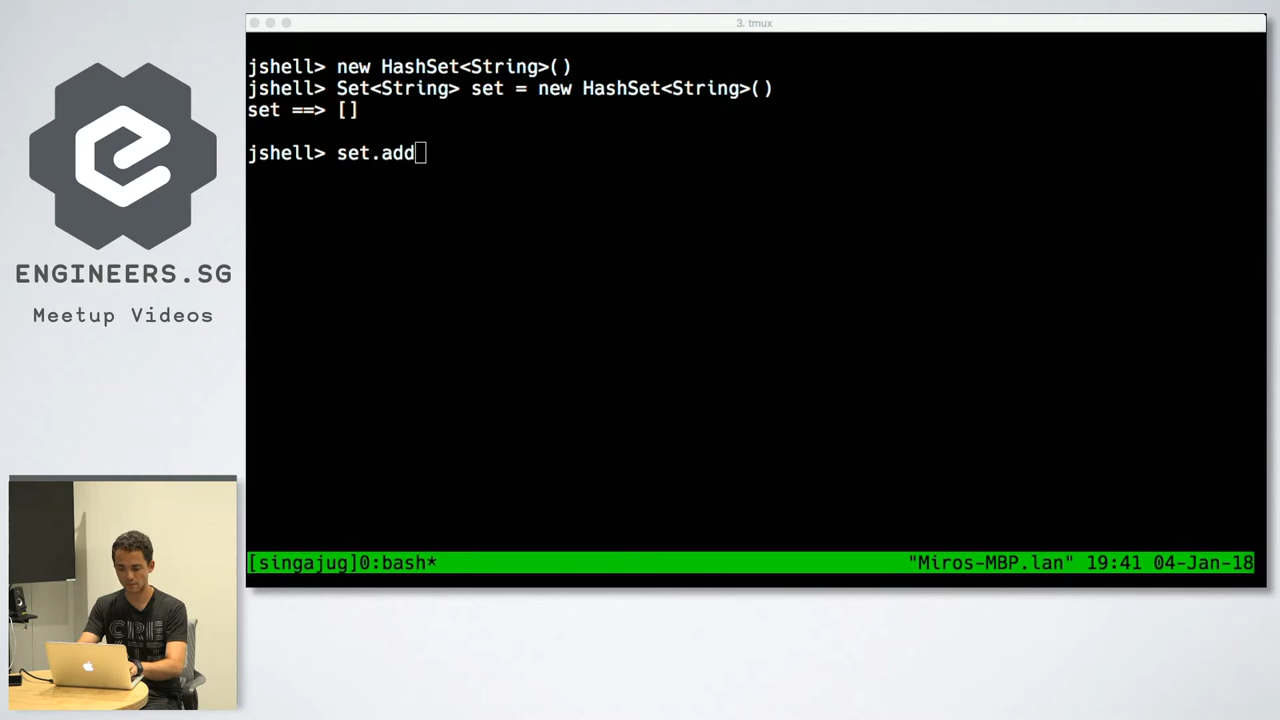 3. tmux
jshell> new HashSet<String>()
jshell> Set<String> set = new HashSet<String>()
set ==> []
jshell> set.add
[singajug]0:bash* "Miros-MBP.lan" 19:41 04-Jan-18
ENGINEERS.SG
Meetup Videos
CRE